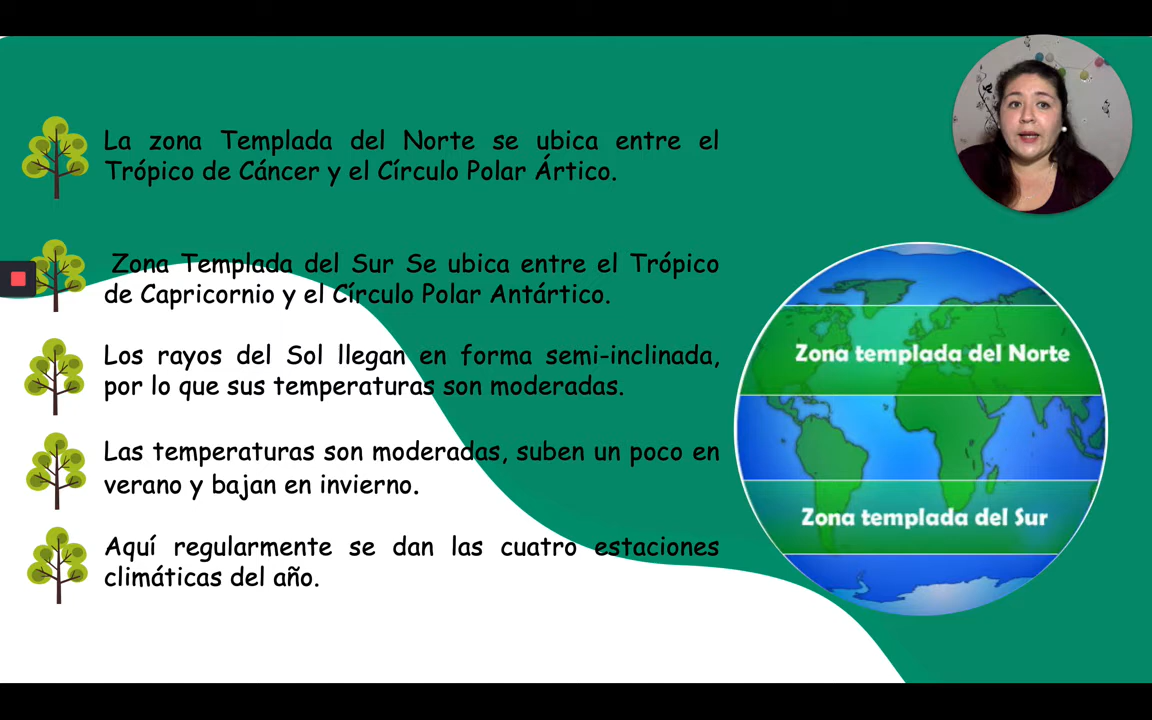 La zona Templada del Norte se ubica entre el
Trópico de Cáncer y el Círculo Polar Ártico.
Zona Templada del Sur Se ubica entre el Trópico
de Capricornio y el Círculo Polar Antártico.
Los rayos del Sol llegan en forma semi-inclinada,
por lo que sus temperaturas son moderadas.
Las temperaturas son moderadas, suben un poco en
verano y bajan en invierno.
Aquí regularmente se dan las cuatro estaciones
climáticas del año.
Zona templada del Norte
Zona templada del Sur